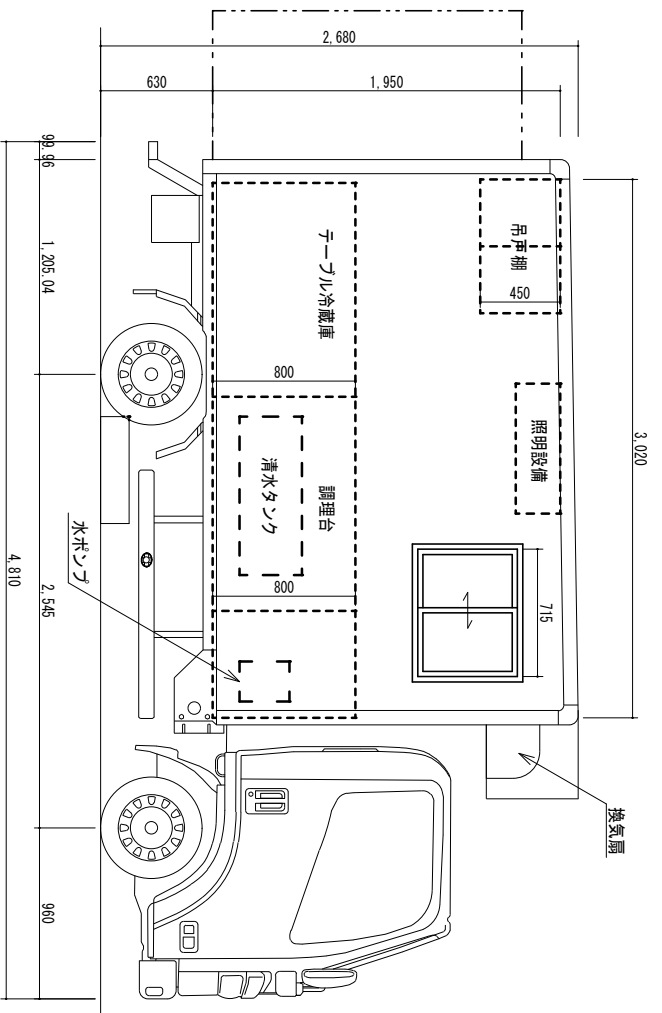 2,680
630
1,950
3,020
吊戸棚
450
照明設備
715
テーブル冷蔵庫
800
調理台
清水タンク
800
水ポンプ
換気扇
99.96
1,205.04
2,545
960
4,810